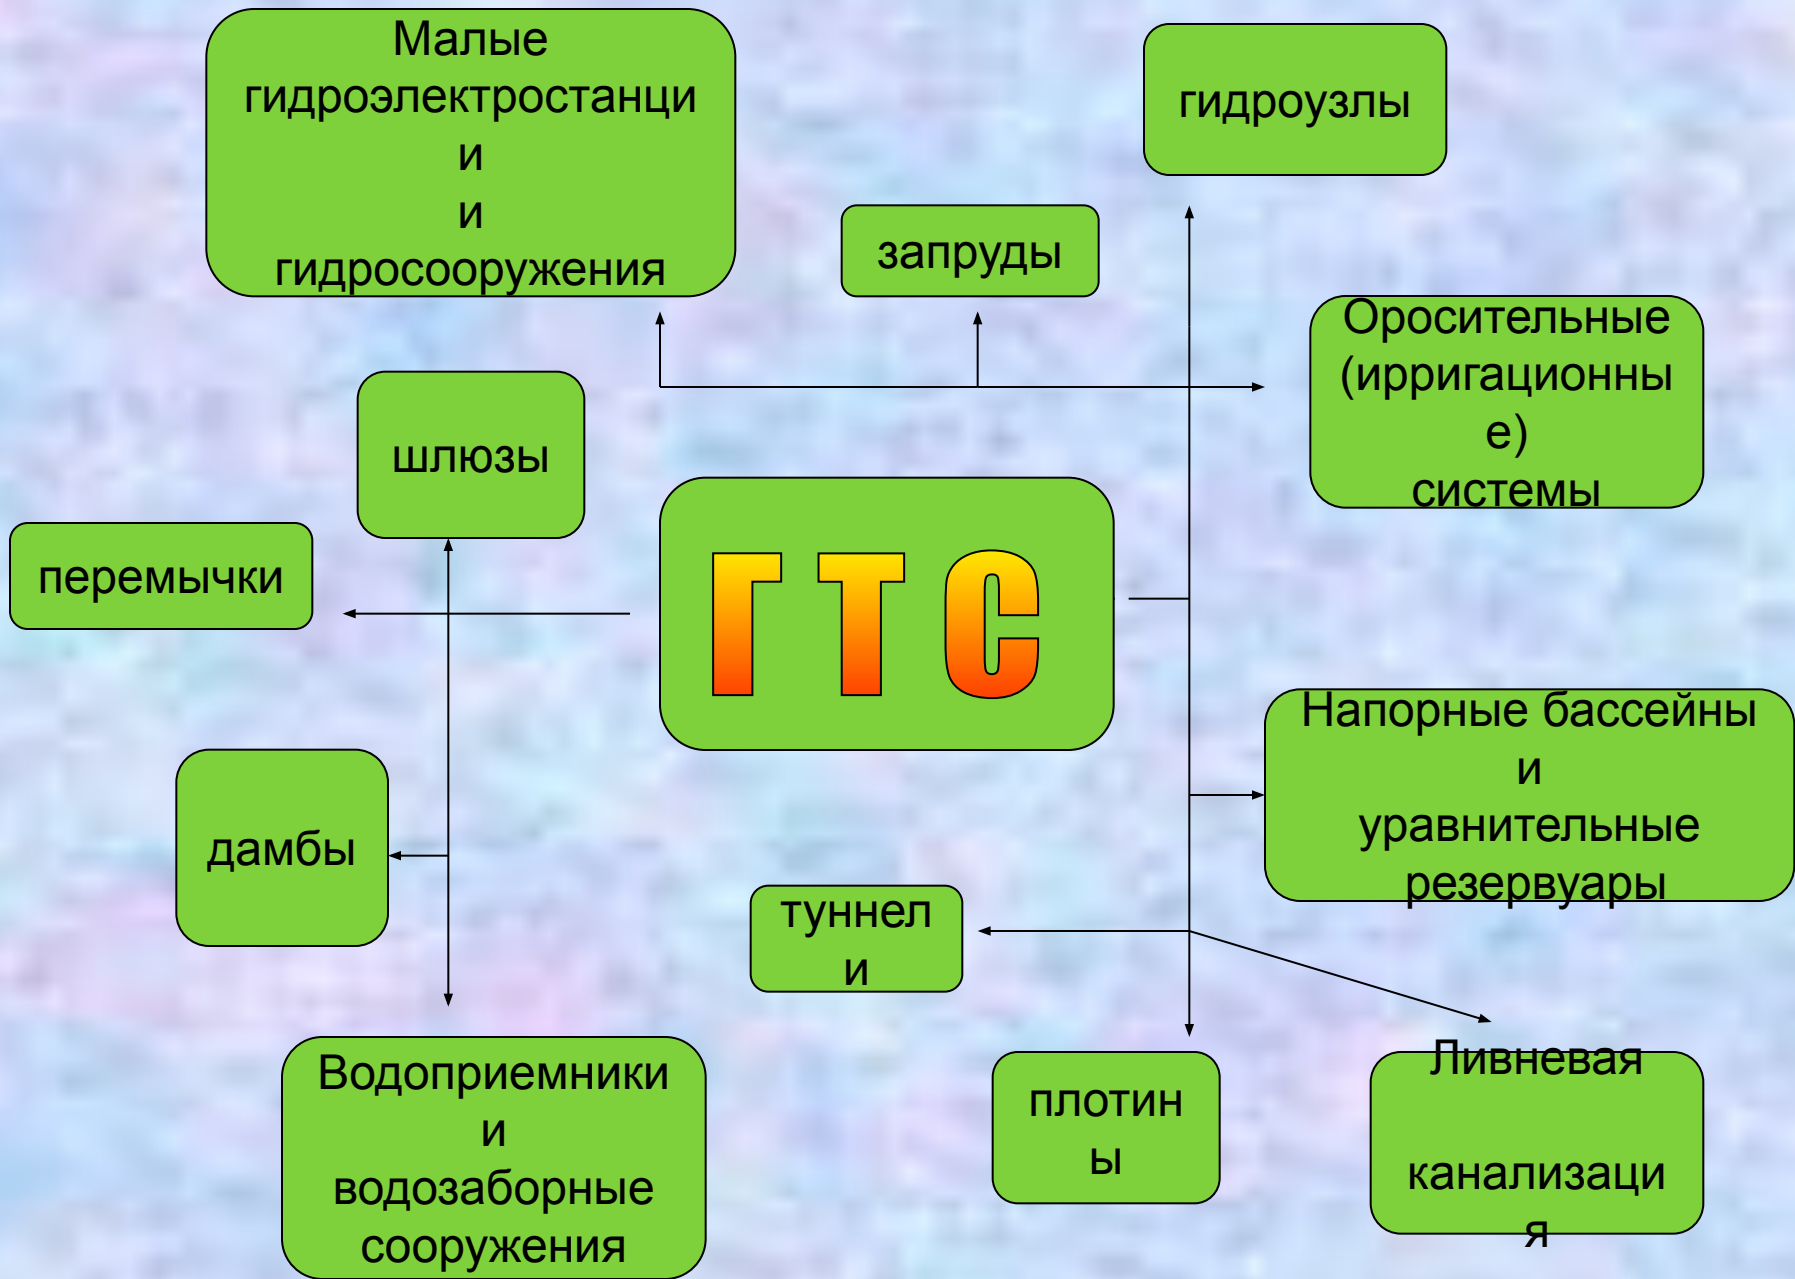 Малые
гидроэлектростанци
и
и
гидросооружения
гидроузлы
запруды
Оросительные
(ирригационны
е)
системы
шлюзы
перемычки
ГТС
Напорные бассейны
и
уравнительные
резервуары
дамбы
туннел
и
Водоприемники
и
водозаборные
сооружения
плотин
ы
Ливневая
канализаци
я